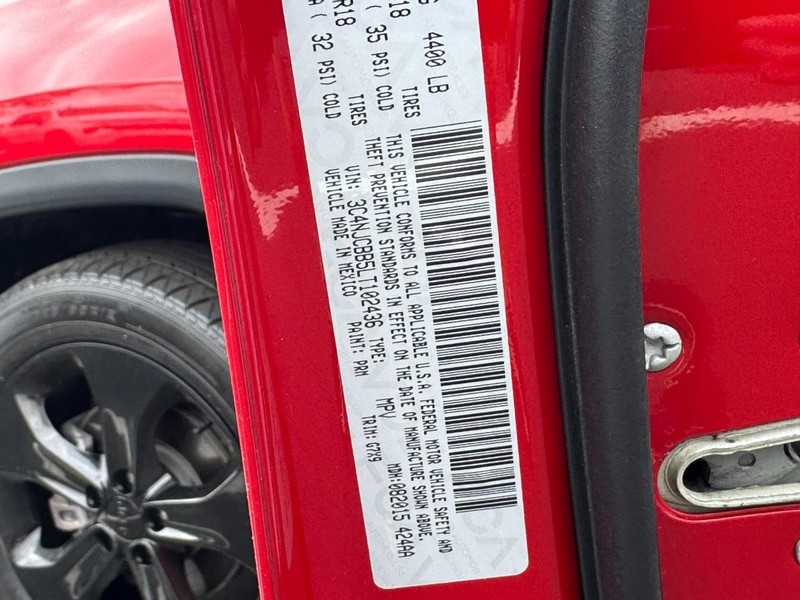 4400 LB
R18 TIRES
18 TIRES
( 35 PSI) COLD
( 32 PSI) COLD
THIS VEHICLE CONFORMS TO ALL APPLICABLE U.S.A. FEDERAL MOTOR VEHICLE SAFETY AND
THEFT PREVENTION STANDARDS IN EFFECT ON THE DATE OF MANUFACTURE SHOWN ABOVE.
VIN: 3C4NJCBB5LT102436 TYPE: MPV MDH:082015 424AA
VEHICLE MADE IN MEXICO PAINT: PRM TRIM: G7X9